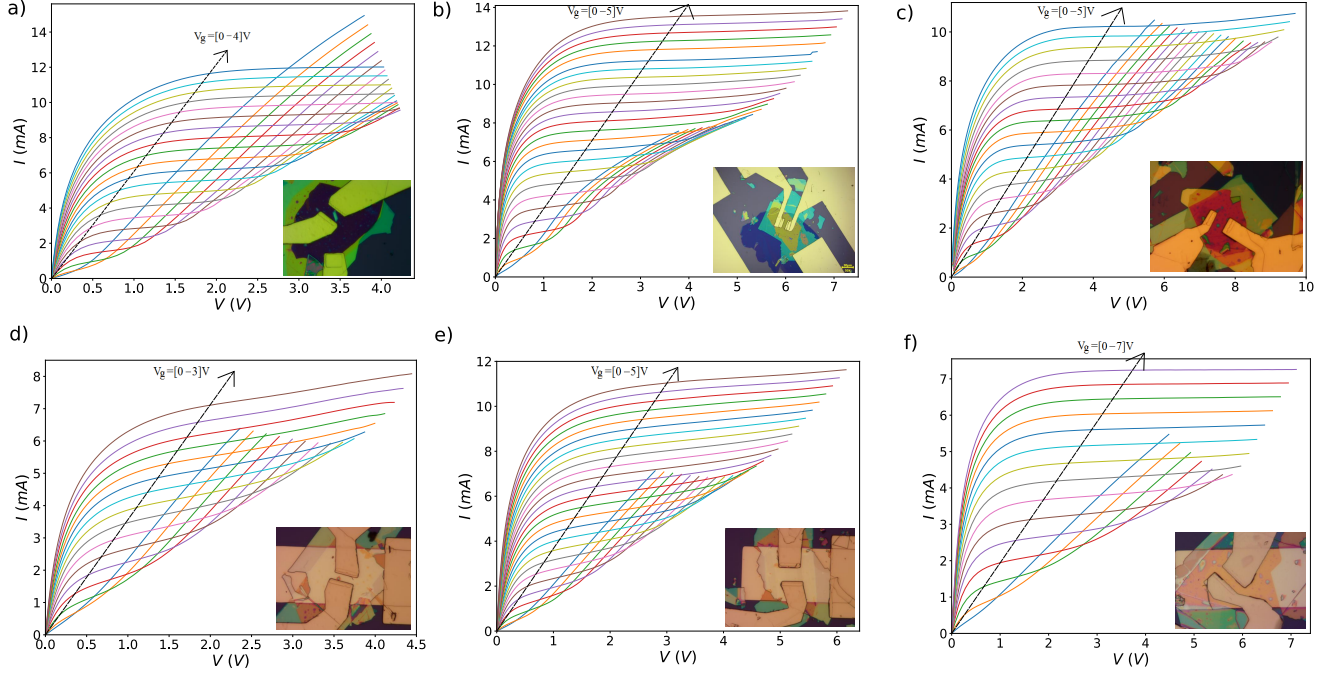 a)
Vg=[0−4]V
I (mA)
14
12
10
8
6
4
2
0
0.0 0.5 1.0 1.5 2.0 2.5 3.0 3.5 4.0
V (V)
b)
Vg=[0−5]V
I (mA)
14
12
10
8
6
4
2
0
0 1 2 3 4 5 6 7
V (V)
c)
Vg=[0−5]V
I (mA)
10
8
6
4
2
0
0 2 4 6 8 10
V (V)
d)
Vg=[0−3]V
I (mA)
8
7
6
5
4
3
2
1
0
0.0 0.5 1.0 1.5 2.0 2.5 3.0 3.5 4.0 4.5
V (V)
e)
Vg=[0−5]V
I (mA)
12
10
8
6
4
2
0
0 1 2 3 4 5 6
V (V)
f)
Vg=[0−7]V
I (mA)
7
6
5
4
3
2
1
0
0 1 2 3 4 5 6 7
V (V)